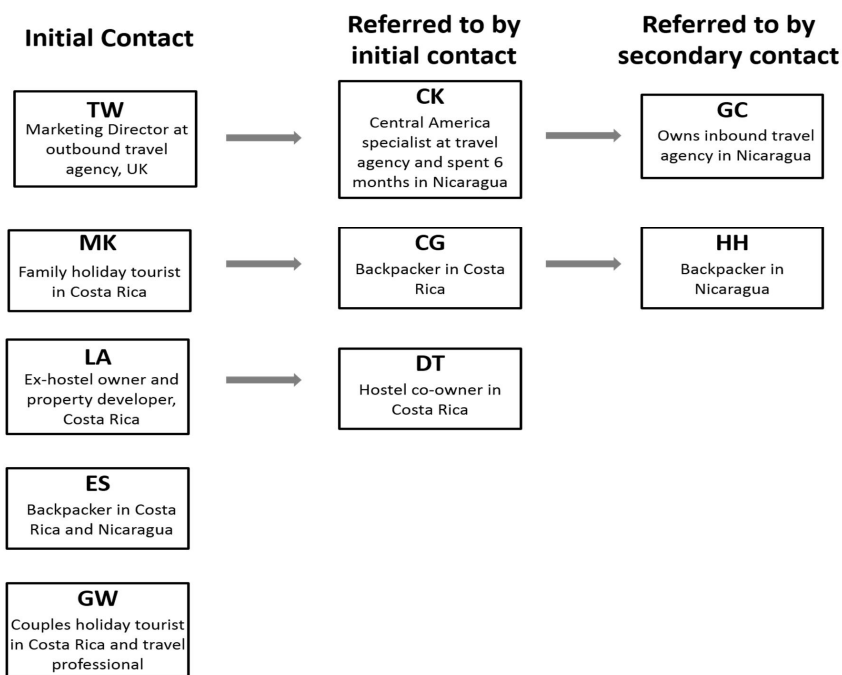 Initial Contact
Referred to by
initial contact
Referred to by
secondary contact
TW
Marketing Director at
outbound travel
agency, UK
CK
Central America
specialist at travel
agency and spent 6
months in Nicaragua
GC
Owns inbound travel
agency in Nicaragua
MK
Family holiday tourist
in Costa Rica
CG
Backpacker in Costa
Rica
HH
Backpacker in
Nicaragua
LA
Ex-hostel owner and
property developer,
Costa Rica
DT
Hostel co-owner in
Costa Rica
ES
Backpacker in Costa
Rica and Nicaragua
GW
Couples holiday tourist
in Costa Rica and travel
professional